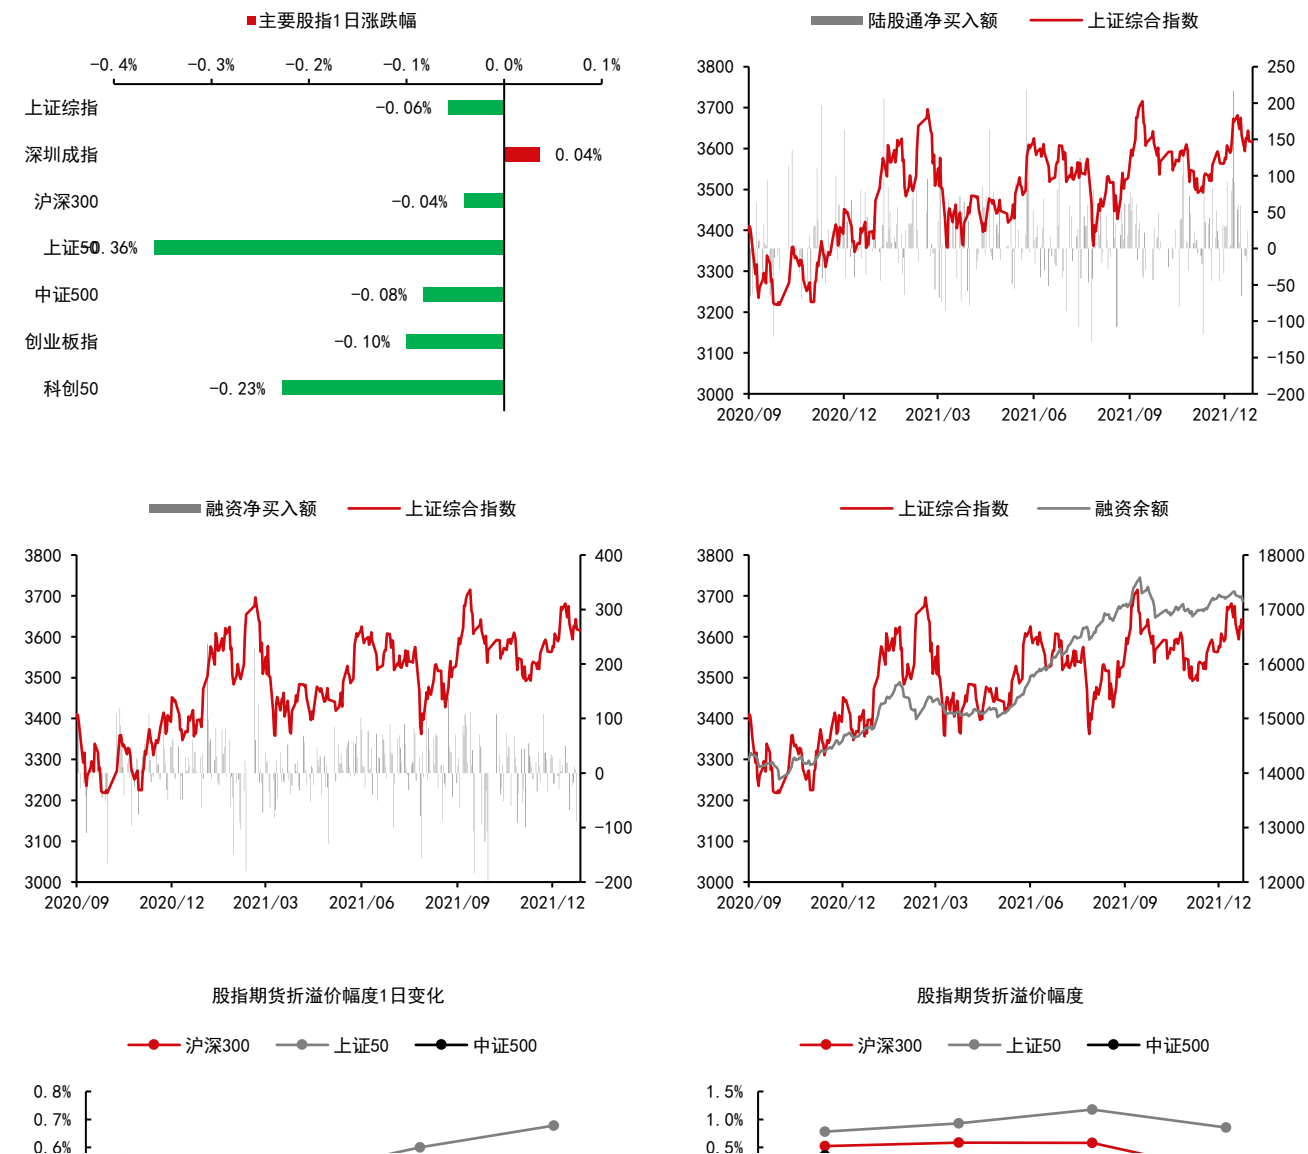 主要股指1日涨跌幅
-0.4% -0.3% -0.2% -0.1% 0.0% 0.1%
上证综指 -0.06%
深圳成指 0.04%
沪深300 -0.04%
上证50 -0.36%
中证500 -0.08%
创业板指 -0.10%
科创50 -0.23%
陆股通净买入额 上证综合指数
3800 250
3700 200
3600 150
3500 100
3400 50
3300 0
3200 -50
3100 -100
3000 -150
-200
2020/09 2020/12 2021/03 2021/06 2021/09 2021/12
融资净买入额 上证综合指数
3800 400
3700 300
3600 200
3500 100
3400 0
3300 -100
3200 -200
3100
3000
2020/09 2020/12 2021/03 2021/06 2021/09 2021/12
上证综合指数 融资余额
3800 18000
3700 17000
3600 16000
3500 15000
3400 14000
3300 13000
3200 12000
3100
3000
2020/09 2020/12 2021/03 2021/06 2021/09 2021/12
股指期货折溢价幅度1日变化
沪深300 上证50 中证500
0.8%
0.7%
0.6%
股指期货折溢价幅度
沪深300 上证50 中证500
1.5%
1.0%
0.5%